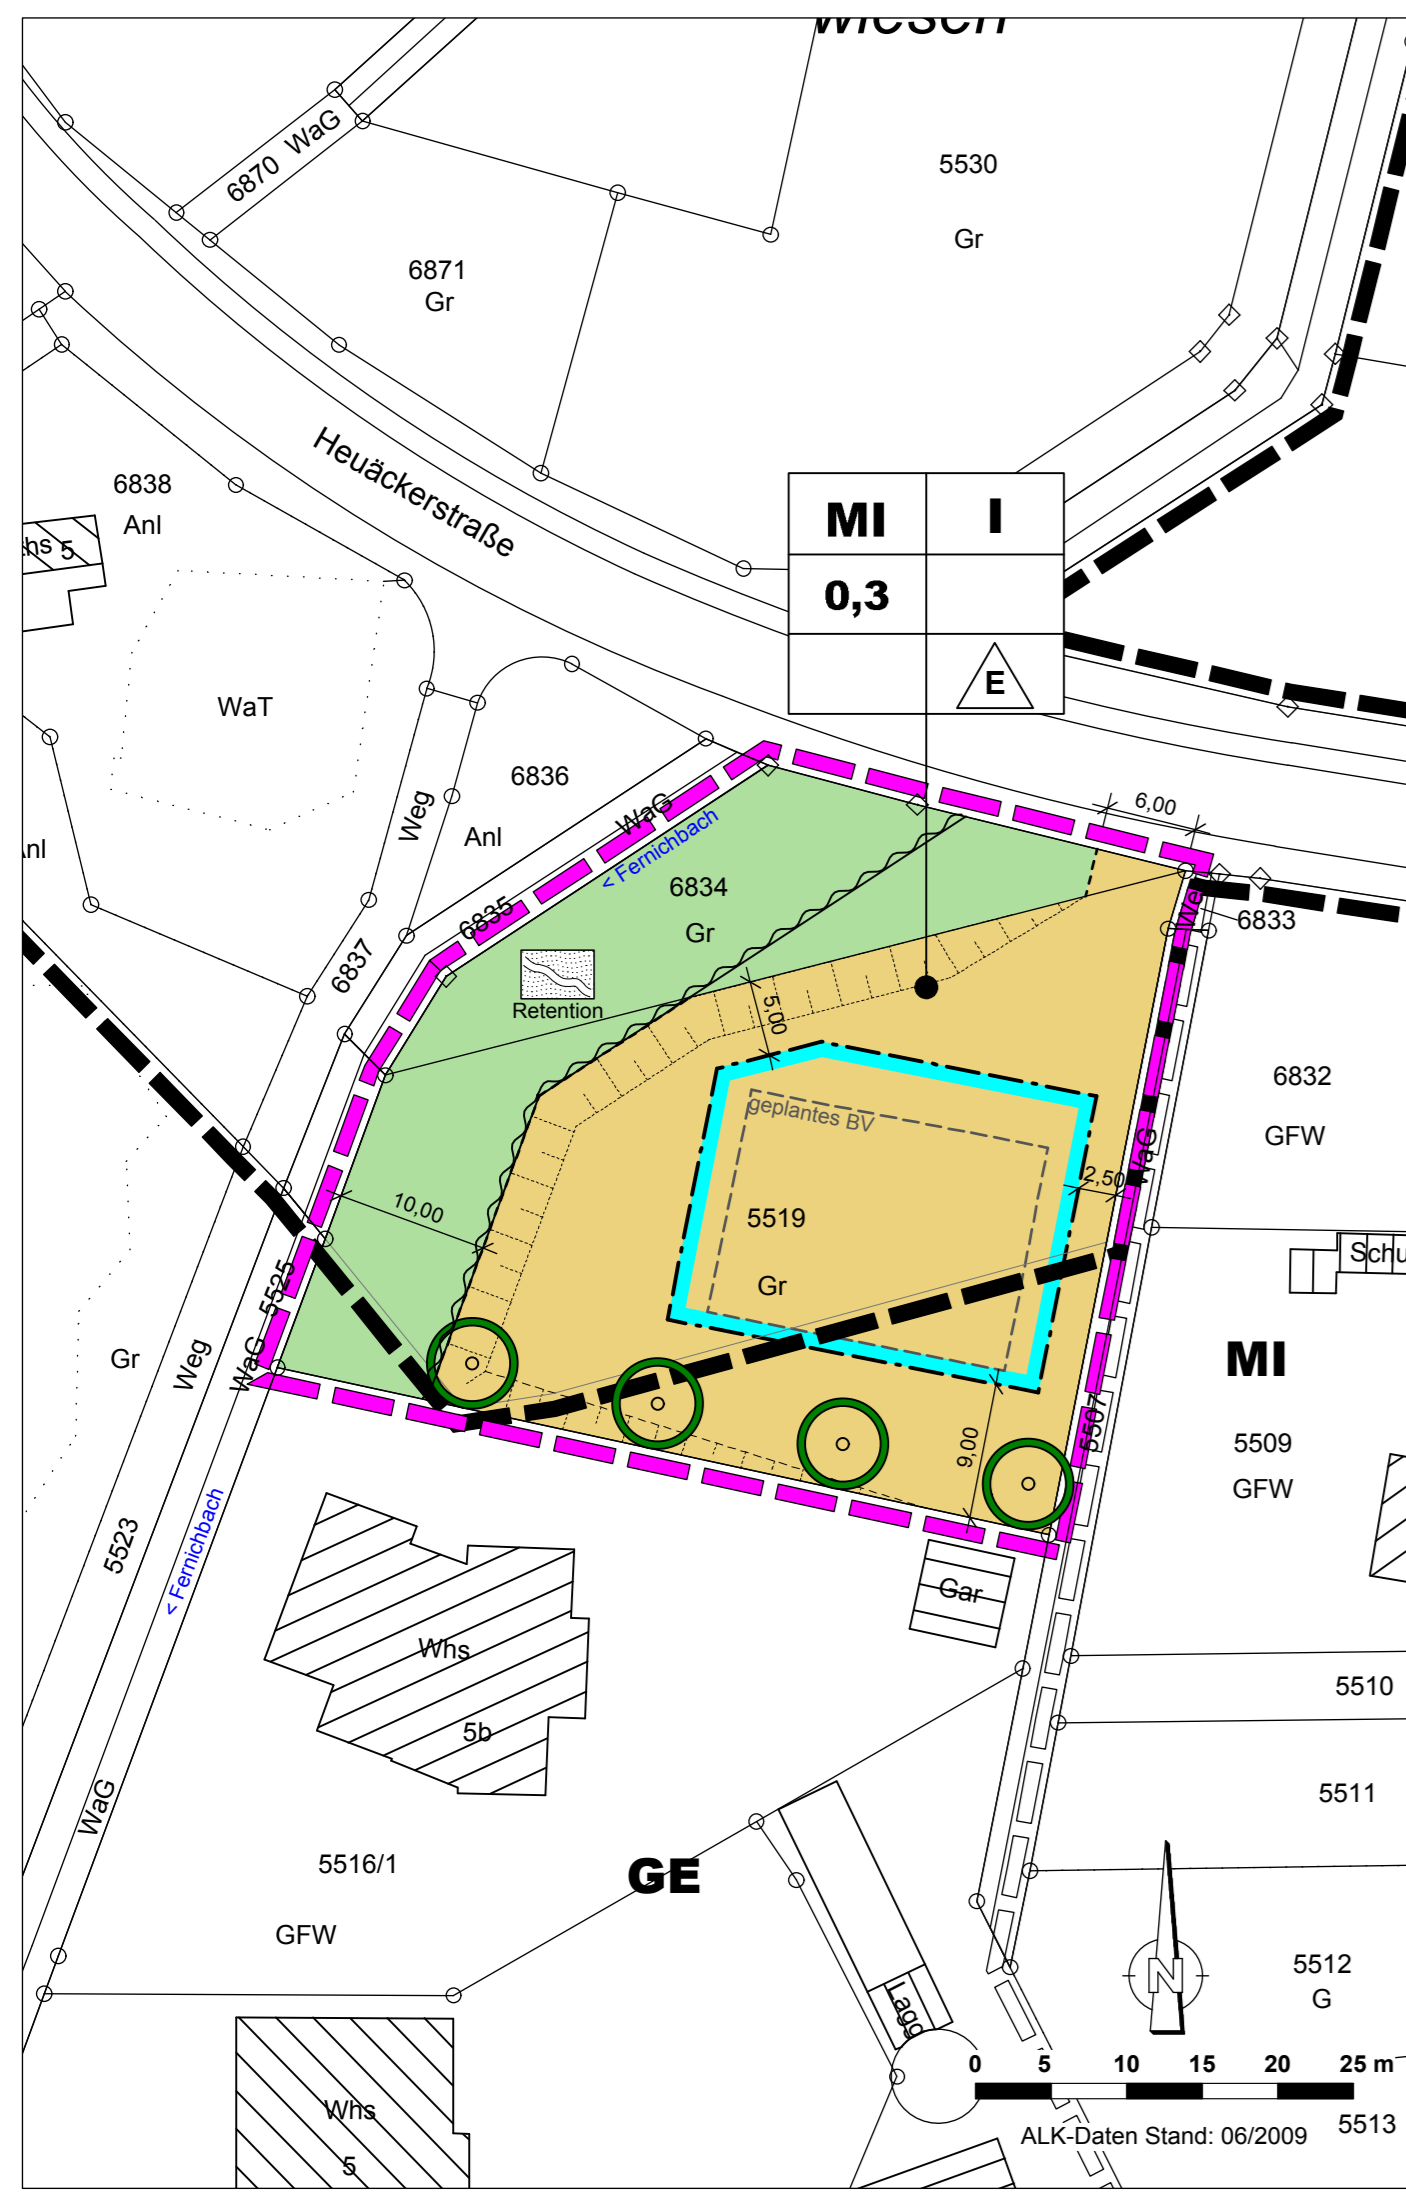 6870 WaG
5530
Gr
6871
Gr
Heuäckerstraße
6838
Anl
MI
I
0,3
E
WaT
6836
Anl
Weg
WaG
< Fernichbach
6,00
6834
Gr
6835
6837
Retention
5,00
6833
6832
GFW
geplantes BV
WaG
2,50
10,00
5519
Gr
5525
WaG
Gr
Weg
Schu
MI
5507
5509
GFW
9,00
5523
< Fernichbach
Gar
Whs
5b
5510
5511
WaG
5516/1
GE
GFW
5512
G
N
Lagg
0 5 10 15 20 25 m
ALK-Daten Stand: 06/2009
5513
Whs
5